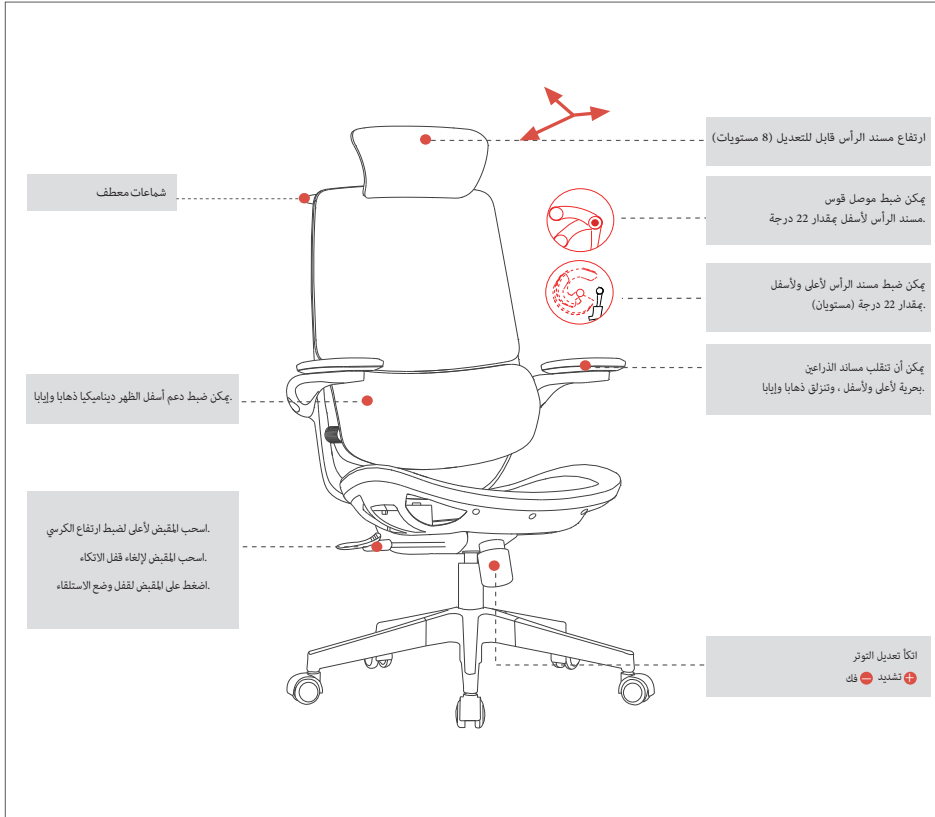 ارتفاع مسند الرأس قابل للتعديل (8 مستويات)
شماعات معطف
يمكن ضبط موصل قوس
مسند الرأس لأسفل بمقدار 22 درجة.
يمكن ضبط مسند الرأس لأعلى ولأسفل
بمقدار 22 درجة (مستويان).
يمكن أن تنقلب مساند الذراعين
بحرية لأعلى ولأسفل ، وتنزلق ذهابا وإيابا.
يمكن ضبط دعم أسفل الظهر ديناميكيا ذهابا وإيابا.
اسحب المقبض لأعلى لضبط ارتفاع الكرسي.
اسحب المقبض لإلغاء قفل الاتكاء.
اضغط على المقبض لقفل وضع الاستلقاء.
اتكأ تعديل التوتر
+ تشديد − فك